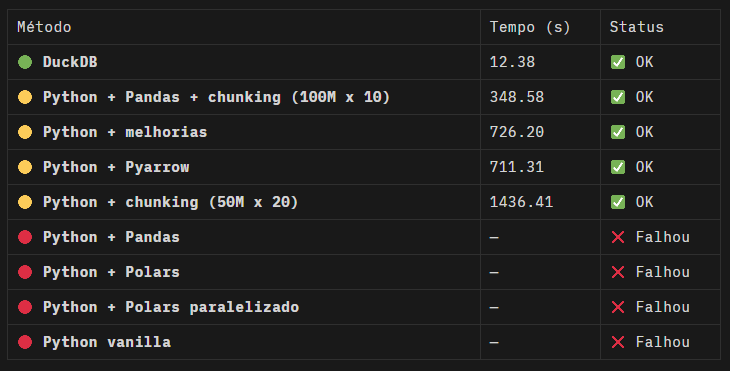 Método Tempo (s) Status
DuckDB 12.38 ✅ OK
Python + Pandas + chunking (100M x 10) 348.58 ✅ OK
Python + melhorias 726.20 ✅ OK
Python + Pyarrow 711.31 ✅ OK
Python + chunking (50M x 20) 1436.41 ✅ OK
Python + Pandas — ❌ Falhou
Python + Polars — ❌ Falhou
Python + Polars paralelizado — ❌ Falhou
Python vanilla — ❌ Falhou